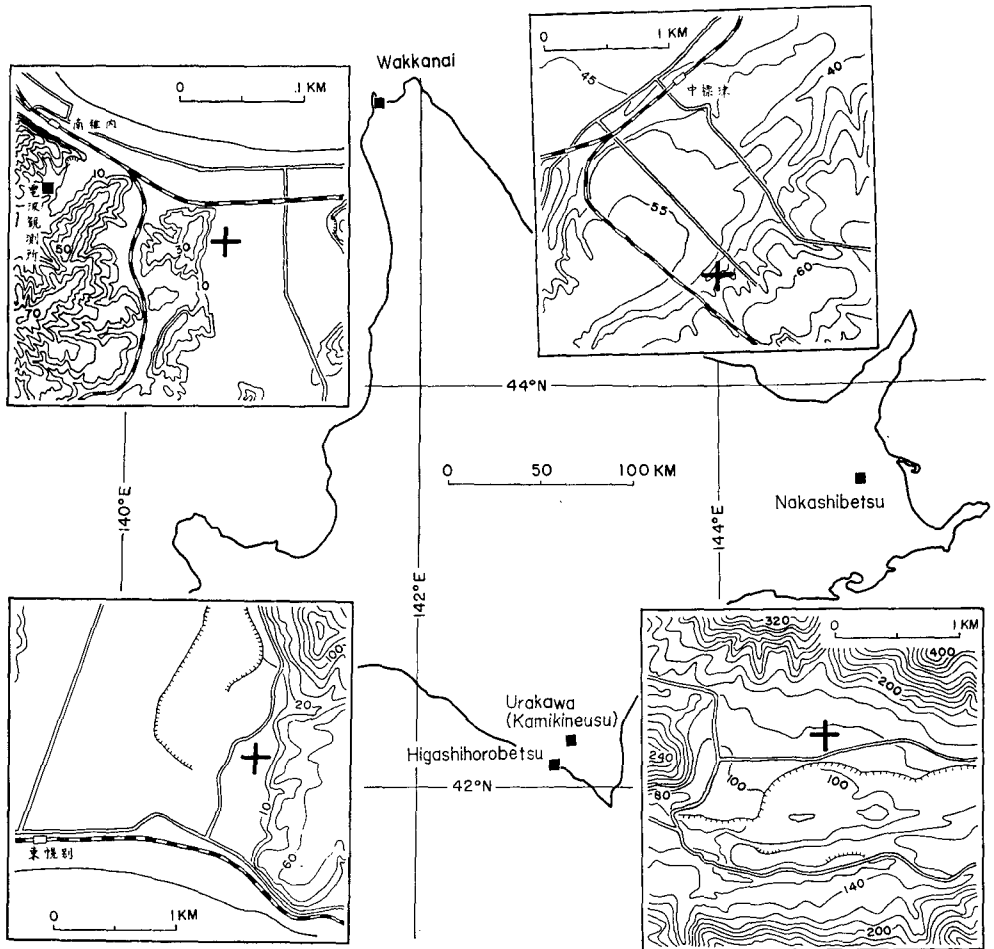 0 1 KM
南稚内
10
電波観測所
50
30
0
70
Wakkanai
0 1 KM
45
40
中標津
55
60
44°N
0 50 100 KM
140°E
142°E
144°E
Nakashibetsu
Urakawa
(Kamikineusu)
Higashihorobetsu
42°N
100
20
10
60
東幌別
0 1 KM
320
0 1 KM
400
200
240
80
100
100
140
200